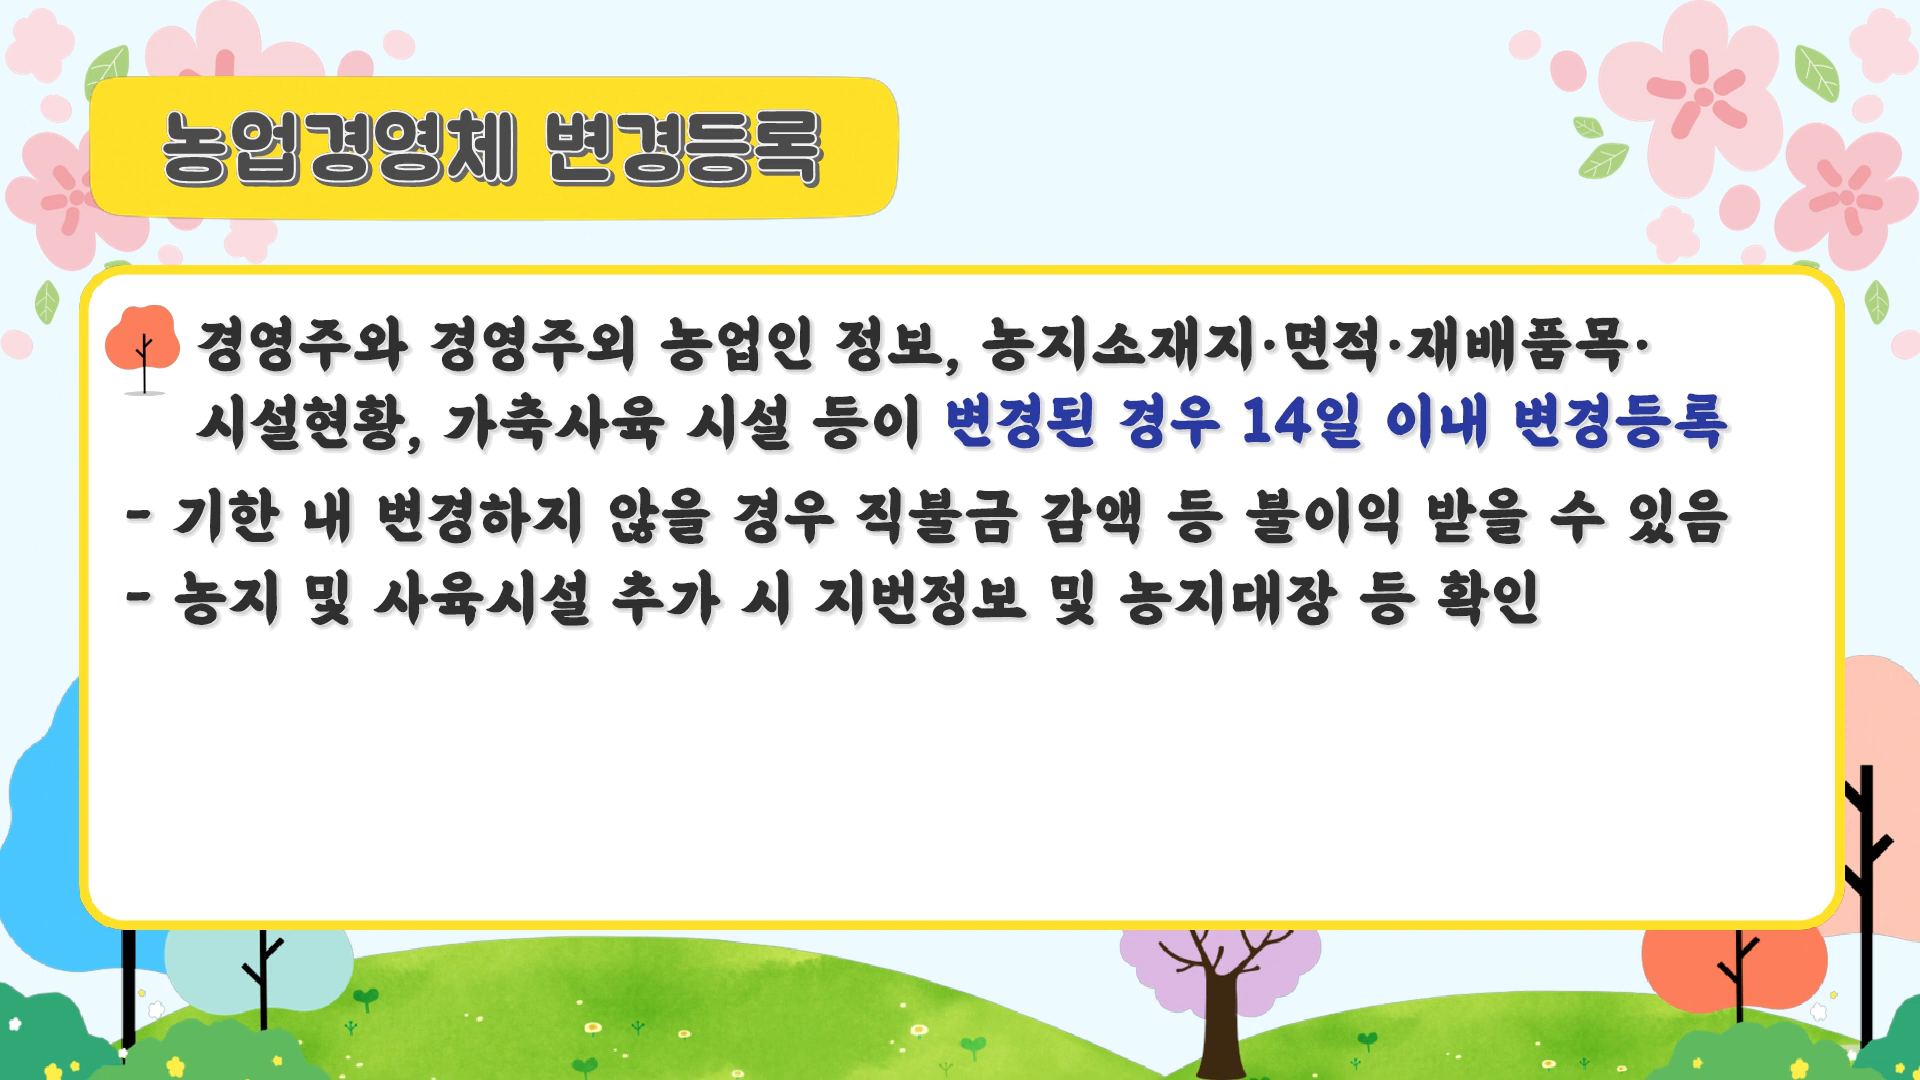 농업경영체 변경등록
경영주와 경영주외 농업인 정보, 농지소재지·면적·재배품목·
시설현황, 가축사육 시설 등이 변경된 경우 14일 이내 변경등록
- 기한 내 변경하지 않을 경우 직불금 감액 등 불이익 받을 수 있음
- 농지 및 사육시설 추가 시 지번정보 및 농지대장 등 확인